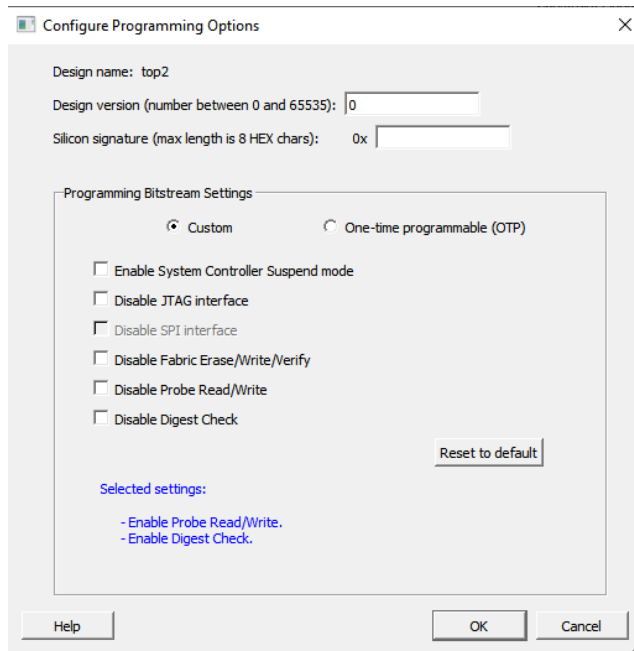 Configure Programming Options
Design name: top2
Design version (number between 0 and 65535): 0
Silicon signature (max length is 8 HEX chars): 0x
Programming Bitstream Settings
Custom One-time programmable (OTP)
Enable System Controller Suspend mode
Disable JTAG interface
Disable SPI interface
Disable Fabric Erase/Write/Verify
Disable Probe Read/Write
Disable Digest Check
Reset to default
Selected settings:
- Enable Probe Read/Write.
- Enable Digest Check.
Help OK Cancel